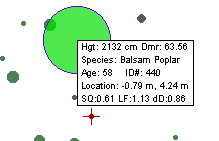 Hgt: 2132 cm Dmr: 63.56
Species: Balsam Poplar
Age: 58 ID#: 440
Location: -0.79 m, 4.24 m
SQ:0.61 LF:1.13 dD:0.86